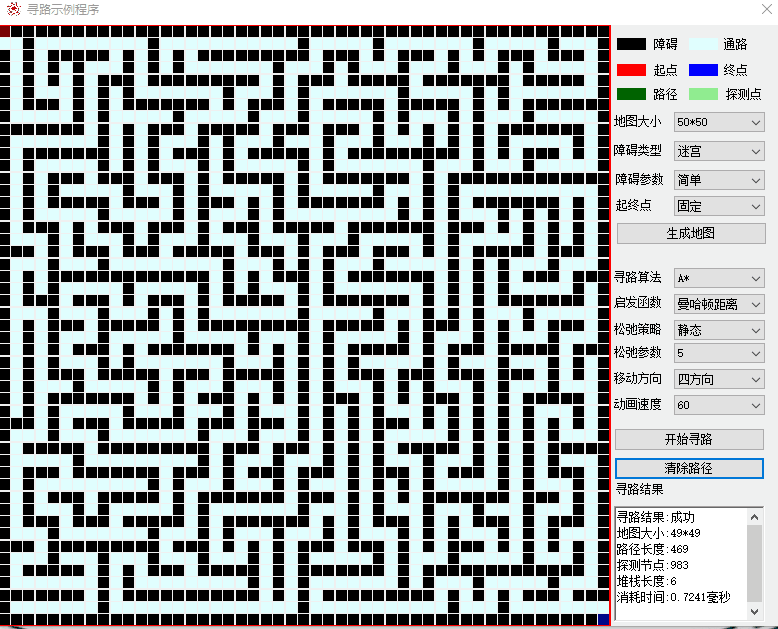 寻路示例程序
障碍 通路
起点 终点
路径 探测点
地图大小 50*50
障碍类型 迷宫
障碍参数 简单
起终点 固定
生成地图
寻路算法 A*
启发函数 曼哈顿距离
松弛策略 静态
松弛参数 5
移动方向 四方向
动画速度 60
开始寻路
清除路径
寻路结果
寻路结果:成功
地图大小:49*49
路径长度:469
探测节点:983
堆栈长度:6
消耗时间:0.7241毫秒